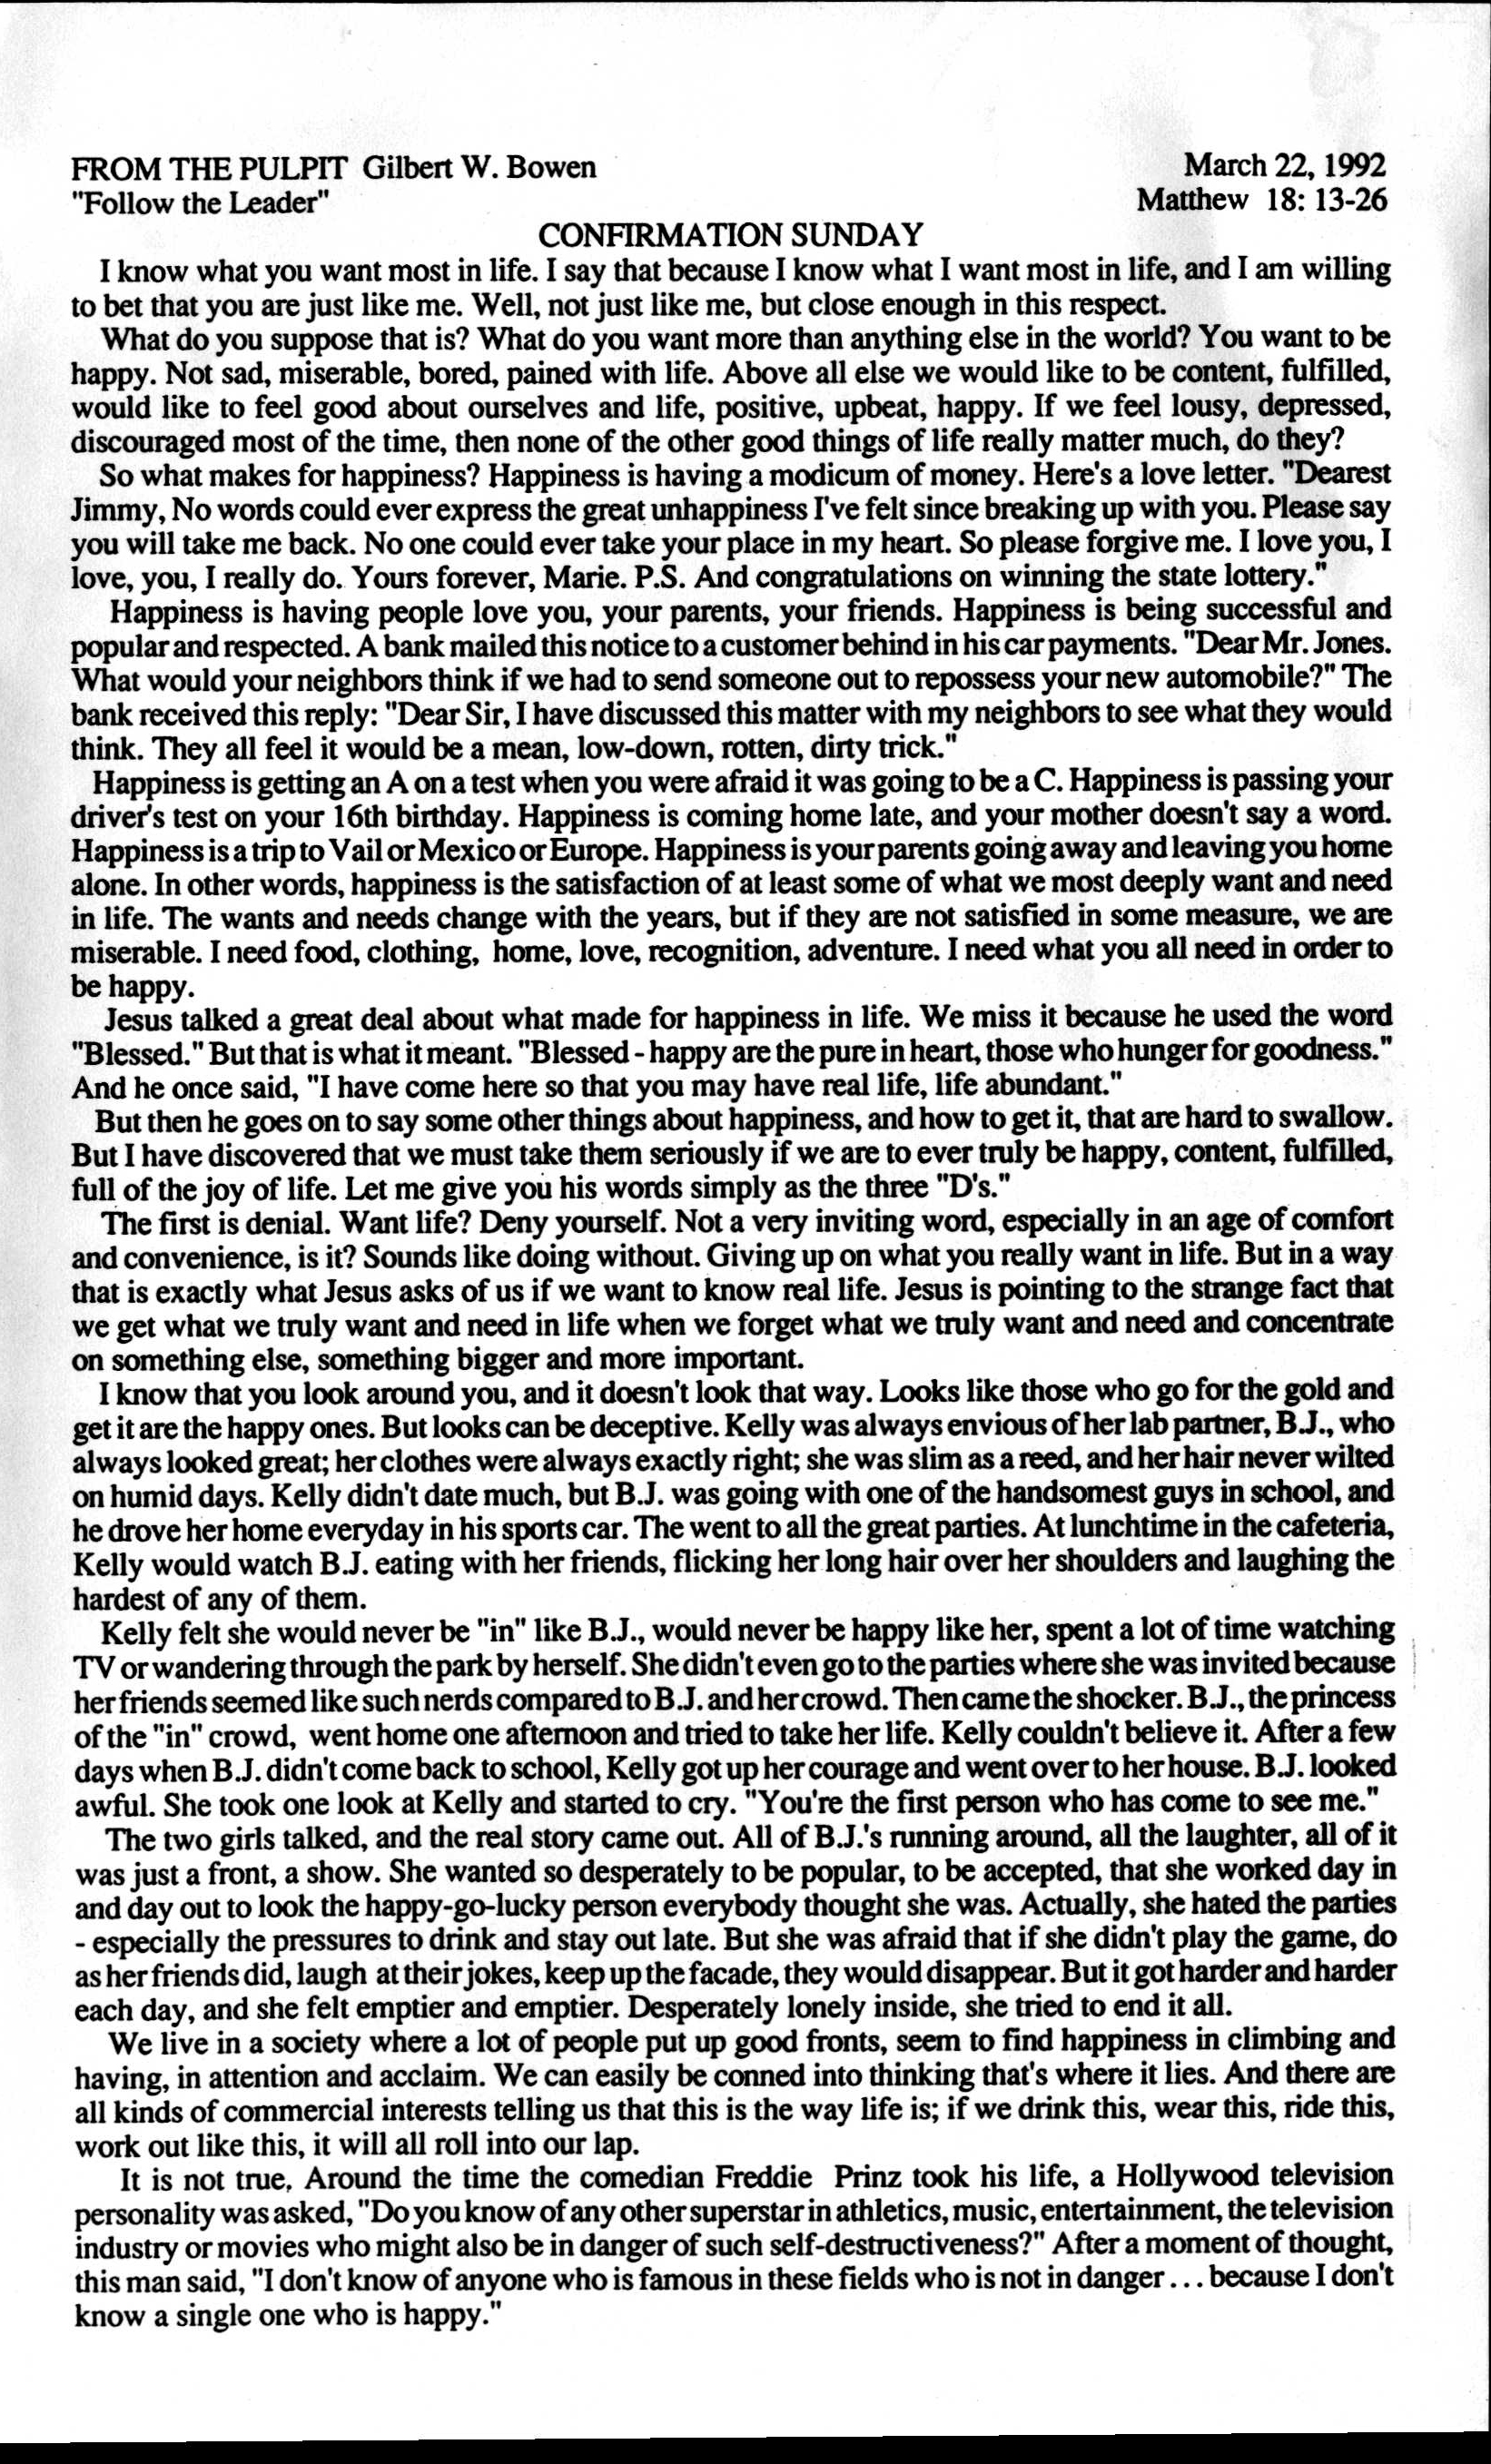 FROM THE PULPIT Gilbert W. Bowen March 22, 1992
"Follow the Leader" Matthew 18: 13-26
CONFIRMATION SUNDAY
I know what you want most in life. I say that because I know what I want most in life, and I am willing
to bet that you are just like me. Well, not just like me, but close enough in this respect.
What do you suppose that is? What do you want more than anything else in the world? You want to be
happy. Not sad, miserable, bored, pained with life. Above all else we would like to be content, fulfilled,
would like to feel good about ourselves and life, positive, upbeat, happy. If we feel lousy, depressed,
discouraged most of the time, then none of the other good things of life really matter much, do they?
So what makes for happiness? Happiness is having a modicum of money. Here's a love letter. "Dearest
Jimmy, No words could ever express the great unhappiness I've felt since breaking up with you. Please say
you will take me back. No one could ever take your place in my heart. So please forgive me. I love you, I
love, you, I really do. Yours forever, Marie. P.S. And congratulations on winning the state lottery."
Happiness is having people love you, your parents, your friends. Happiness is being successful and
popular and respected. A bank mailed this notice to a customer behind in his car payments. "Dear Mr. Jones.
What would your neighbors think if we had to send someone out to repossess your new automobile?" The
bank received this reply: "Dear Sir, I have discussed this matter with my neighbors to see what they would
think. They all feel it would be a mean, low-down, rotten, dirty trick."
Happiness is getting an A on a test when you were afraid it was going to be a C. Happiness is passing your
driver's test on your 16th birthday. Happiness is coming home late, and your mother doesn't say a word.
Happiness is a trip to Vail or Mexico or Europe. Happiness is your parents going away and leaving you home
alone. In other words, happiness is the satisfaction of at least some of what we most deeply want and need
in life. The wants and needs change with the years, but if they are not satisfied in some measure, we are
miserable. I need food, clothing, home, love, recognition, adventure. I need what you all need in order to
be happy.
Jesus talked a great deal about what made for happiness in life. We miss it because he used the word
"Blessed." But that is what it meant. "Blessed - happy are the pure in heart, those who hunger for goodness."
And he once said, "I have come here so that you may have real life, life abundant."
But then he goes on to say some other things about happiness, and how to get it, that are hard to swallow.
But I have discovered that we must take them seriously if we are to ever truly be happy, content, fulfilled,
full of the joy of life. Let me give you his words simply as the three "D's."
The first is denial. Want life? Deny yourself. Not a very inviting word, especially in an age of comfort
and convenience, is it? Sounds like doing without. Giving up on what you really want in life. But in a way
that is exactly what Jesus asks of us if we want to know real life. Jesus is pointing to the strange fact that
we get what we truly want and need in life when we forget what we truly want and need and concentrate
on something else, something bigger and more important.
I know that you look around you, and it doesn't look that way. Looks like those who go for the gold and
get it are the happy ones. But looks can be deceptive. Kelly was always envious of her lab partner, B.J., who
always looked great; her clothes were always exactly right; she was slim as a reed, and her hair never wilted
on humid days. Kelly didn't date much, but B.J. was going with one of the handsomest guys in school, and
he drove her home everyday in his sports car. The went to all the great parties. At lunchtime in the cafeteria,
Kelly would watch B.J. eating with her friends, flicking her long hair over her shoulders and laughing the
hardest of any of them.
Kelly felt she would never be "in" like B.J., would never be happy like her, spent a lot of time watching
TV or wandering through the park by herself. She didn't even go to the parties where she was invited because
her friends seemed like such nerds compared to B.J. and her crowd. Then came the shocker. B.J., the princess
of the "in" crowd, went home one afternoon and tried to take her life. Kelly couldn't believe it. After a few
days when B.J. didn't come back to school, Kelly got up her courage and went over to her house. B.J. looked
awful. She took one look at Kelly and started to cry. "You're the first person who has come to see me."
The two girls talked, and the real story came out. All of B.J.'s running around, all the laughter, all of it
was just a front, a show. She wanted so desperately to be popular, to be accepted, that she worked day in
and day out to look the happy-go-lucky person everybody thought she was. Actually, she hated the parties
- especially the pressures to drink and stay out late. But she was afraid that if she didn't play the game, do
as her friends did, laugh at their jokes, keep up the facade, they would disappear. But it got harder and harder
each day, and she felt emptier and emptier. Desperately lonely inside, she tried to end it all.
We live in a society where a lot of people put up good fronts, seem to find happiness in climbing and
having, in attention and acclaim. We can easily be conned into thinking that's where it lies. And there are
all kinds of commercial interests telling us that this is the way life is; if we drink this, wear this, ride this,
work out like this, it will all roll into our lap.
It is not true. Around the time the comedian Freddie Prinz took his life, a Hollywood television
personality was asked, "Do you know of any other superstar in athletics, music, entertainment, the television
industry or movies who might also be in danger of such self-destructiveness?" After a moment of thought,
this man said, "I don't know of anyone who is famous in these fields who is not in danger . . . because I don't
know a single one who is happy."